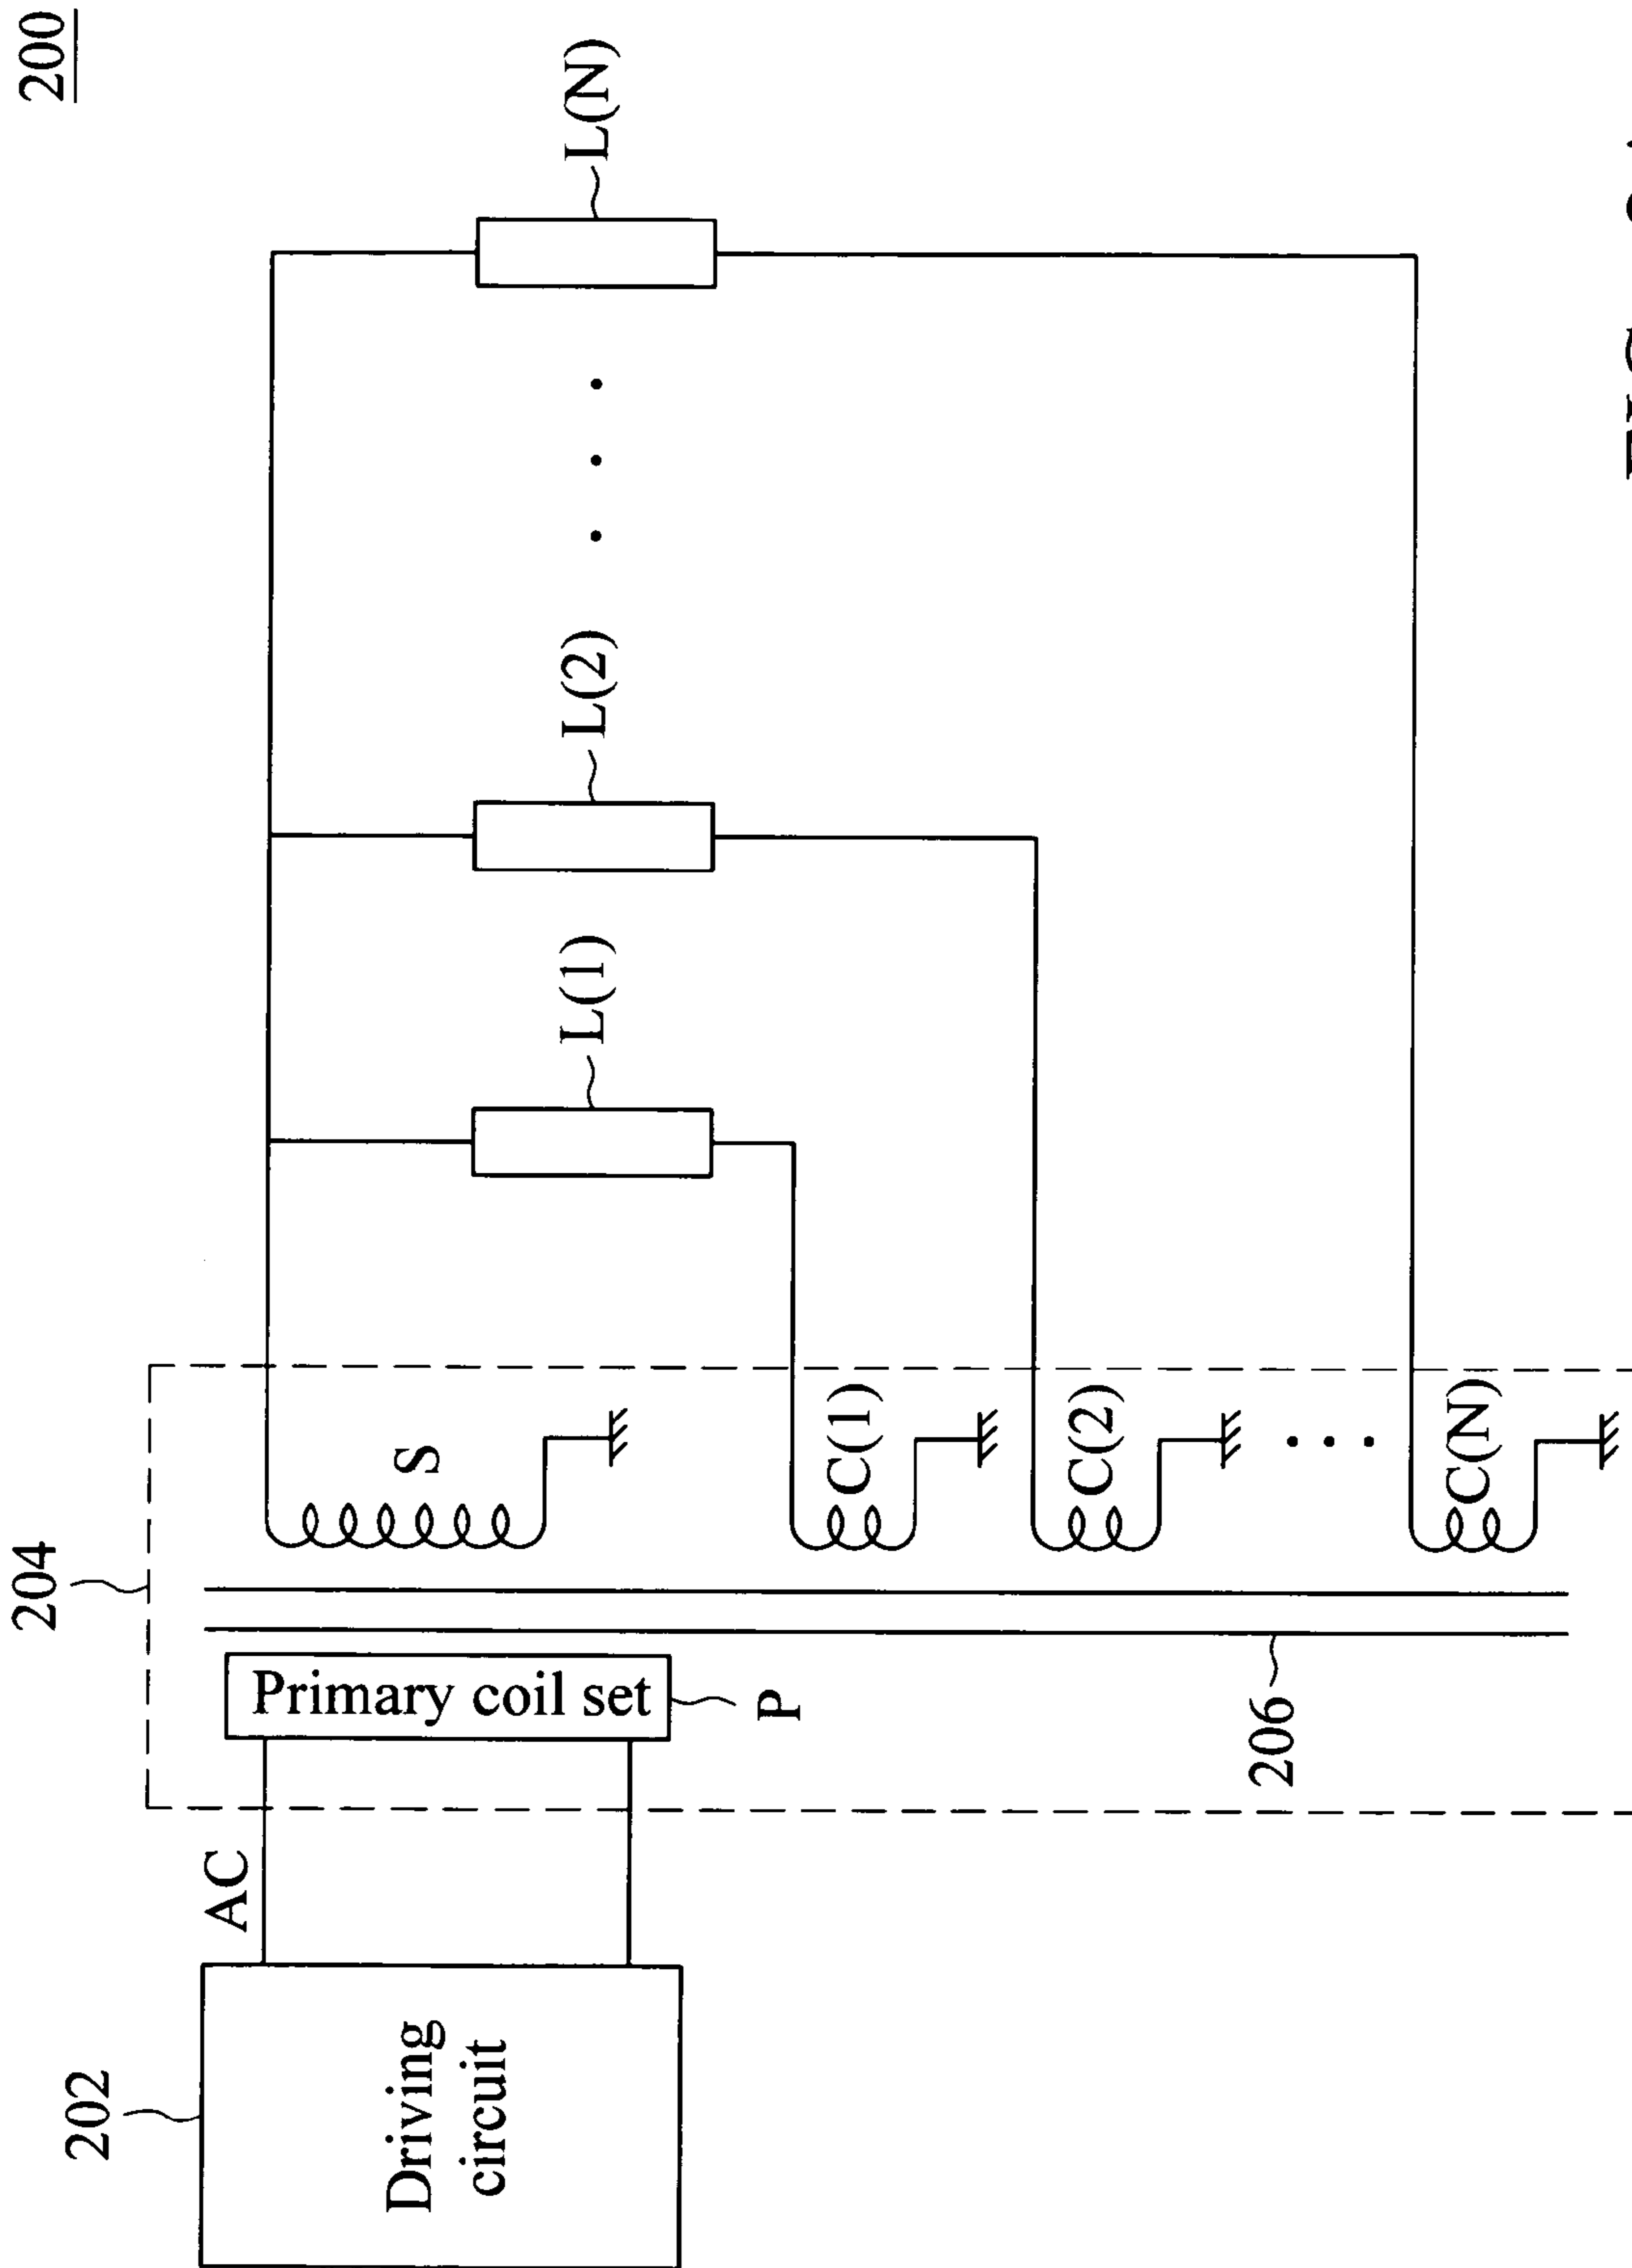 200
204
202
AC
Driving
circuit
Primary coil set
P
S
L(1)
L(2)
L(N)
C(1)
C(2)
206
C(N)